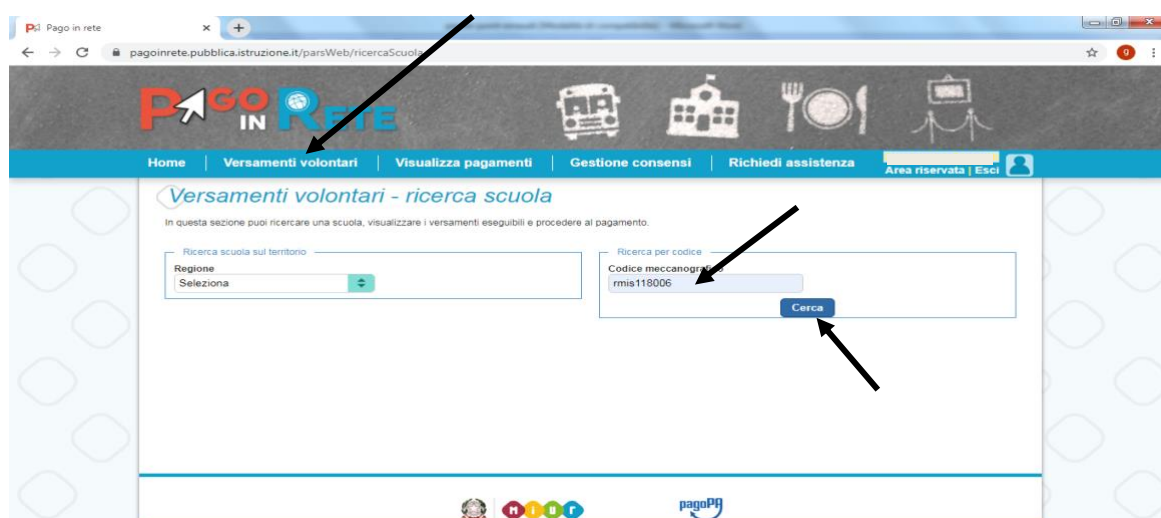 Pago in rete
pagoinrete.pubblica.istruzione.it/parsWeb/ricercaScuola
9
PAGO
IN RETE
Home | Versamenti volontari | Visualizza pagamenti | Gestione consensi | Richiedi assistenza
Area riservata | Esci
Versamenti volontari - ricerca scuola
In questa sezione puoi ricercare una scuola, visualizzare i versamenti eseguibili e procedere al pagamento.
Ricerca scuola sul territorio
Regione
Seleziona
Ricerca per codice
Codice meccanografico
rmis118006
Cerca
miur
pagoPA